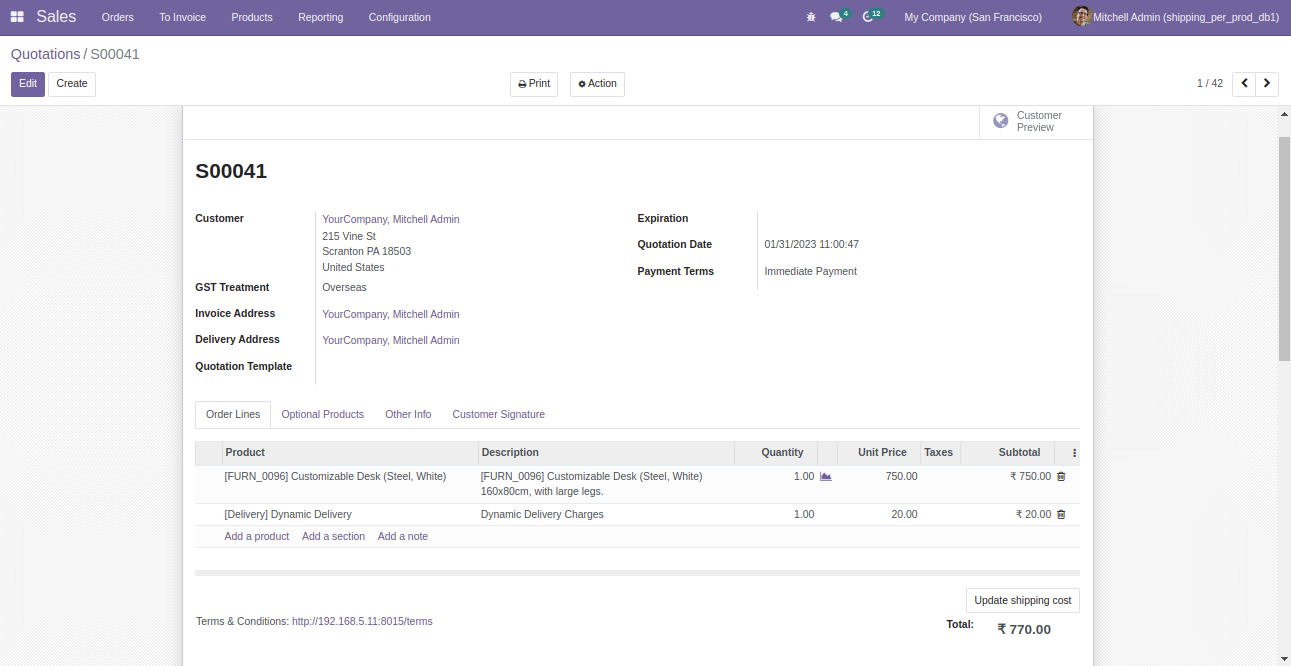 Sales Orders To Invoice Products Reporting Configuration 4 12 My Company (San Francisco) Mitchell Admin (shipping_per_prod_db1)
Quotations / S00041
Edit Create Print Action 1 / 42
Customer
Preview
S00041
Customer YourCompany, Mitchell Admin
215 Vine St
Scranton PA 18503
United States
GST Treatment Overseas
Invoice Address YourCompany, Mitchell Admin
Delivery Address YourCompany, Mitchell Admin
Quotation Template
Expiration
Quotation Date 01/31/2023 11:00:47
Payment Terms Immediate Payment
Order Lines Optional Products Other Info Customer Signature
Product Description Quantity Unit Price Taxes Subtotal
[FURN_0096] Customizable Desk (Steel, White) [FURN_0096] Customizable Desk (Steel, White) 1.00 750.00 ₹ 750.00
160x80cm, with large legs.
[Delivery] Dynamic Delivery Dynamic Delivery Charges 1.00 20.00 ₹ 20.00
Add a product Add a section Add a note
Update shipping cost
Terms & Conditions: http://192.168.5.11:8015/terms
Total: ₹ 770.00